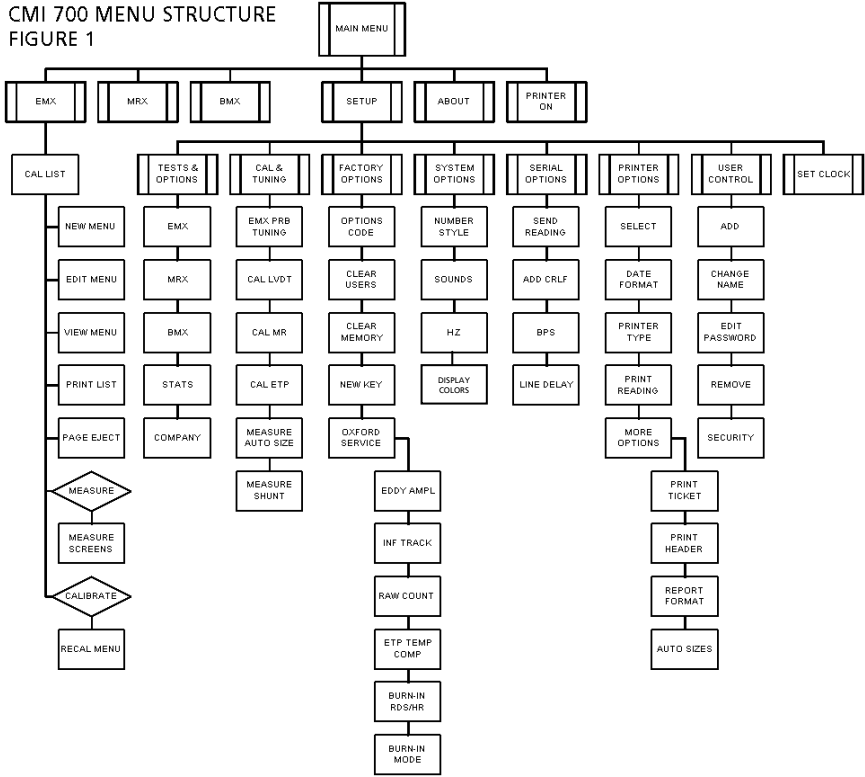 CMI 700 MENU STRUCTURE
FIGURE 1
MAIN MENU
EMX
MRX
BMX
SETUP
ABOUT
PRINTER
ON
CAL LIST
NEW MENU
EDIT MENU
VIEW MENU
PRINT LIST
PAGE EJECT
MEASURE
MEASURE
SCREENS
CALIBRATE
RECAL MENU
TESTS &
OPTIONS
EMX
MRX
BMX
STATS
COMPANY
CAL &
TUNING
EMX PRB
TUNING
CAL LVDT
CAL MR
CAL ETP
MEASURE
AUTO SIZE
MEASURE
SHUNT
FACTORY
OPTIONS
OPTIONS
CODE
CLEAR
USERS
CLEAR
MEMORY
NEW KEY
OXFORD
SERVICE
EDDY AMPL
INF TRACK
RAW COUNT
ETP TEMP
COMP
BURN-IN
RDS/HR
BURN-IN
MODE
SYSTEM
OPTIONS
NUMBER
STYLE
SOUNDS
HZ
DISPLAY
COLORS
SERIAL
OPTIONS
SEND
READING
ADD CRLF
BPS
LINE DELAY
PRINTER
OPTIONS
SELECT
DATE
FORMAT
PRINTER
TYPE
PRINT
READING
MORE
OPTIONS
PRINT
TICKET
PRINT
HEADER
REPORT
FORMAT
AUTO SIZES
USER
CONTROL
ADD
CHANGE
NAME
EDIT
PASSWORD
REMOVE
SECURITY
SET CLOCK